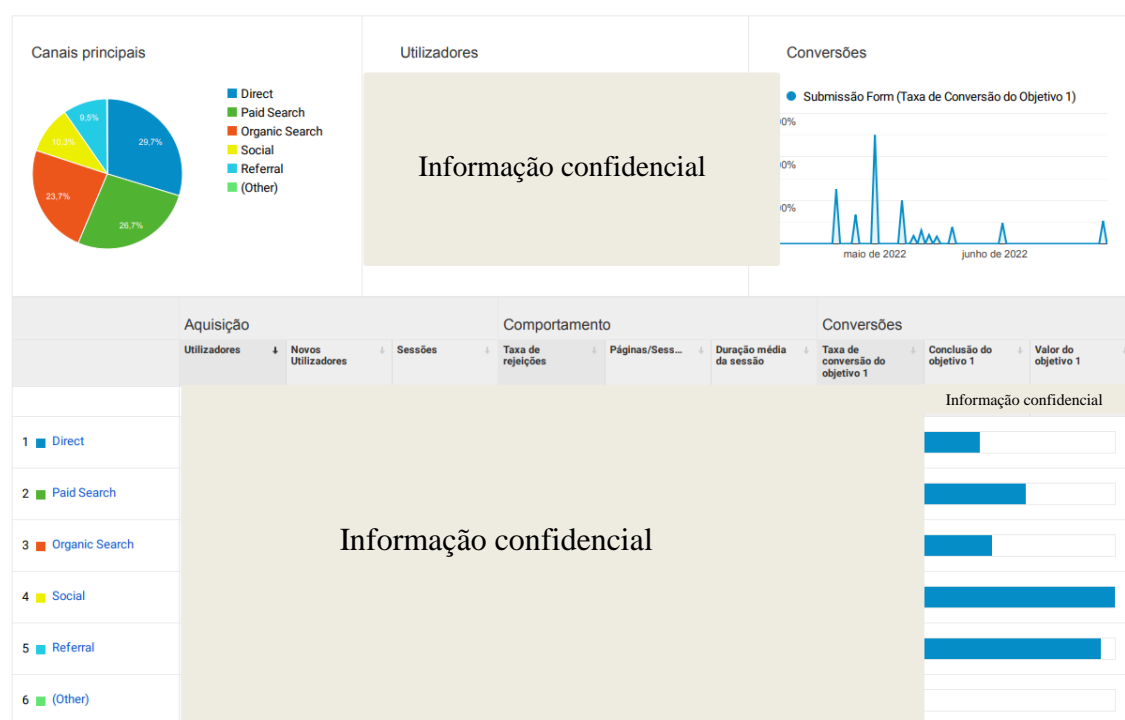 Canais principais
Utilizadores
Conversões
Direct
Paid Search
Organic Search
Social
Referral
(Other)
9,5%
10,3%
29,7%
23,7%
26,7%
Informação confidencial
Submissão Form (Taxa de Conversão do Objetivo 1)
maio de 2022
junho de 2022
Aquisição
Comportamento
Conversões
Utilizadores
Novos
Utilizadores
Sessões
Taxa de
rejeições
Páginas/Sess...
Duração média
da sessão
Taxa de
conversão do
objetivo 1
Conclusão do
objetivo 1
Valor do
objetivo 1
Informação confidencial
1 Direct
2 Paid Search
3 Organic Search
Informação confidencial
4 Social
5 Referral
6 (Other)